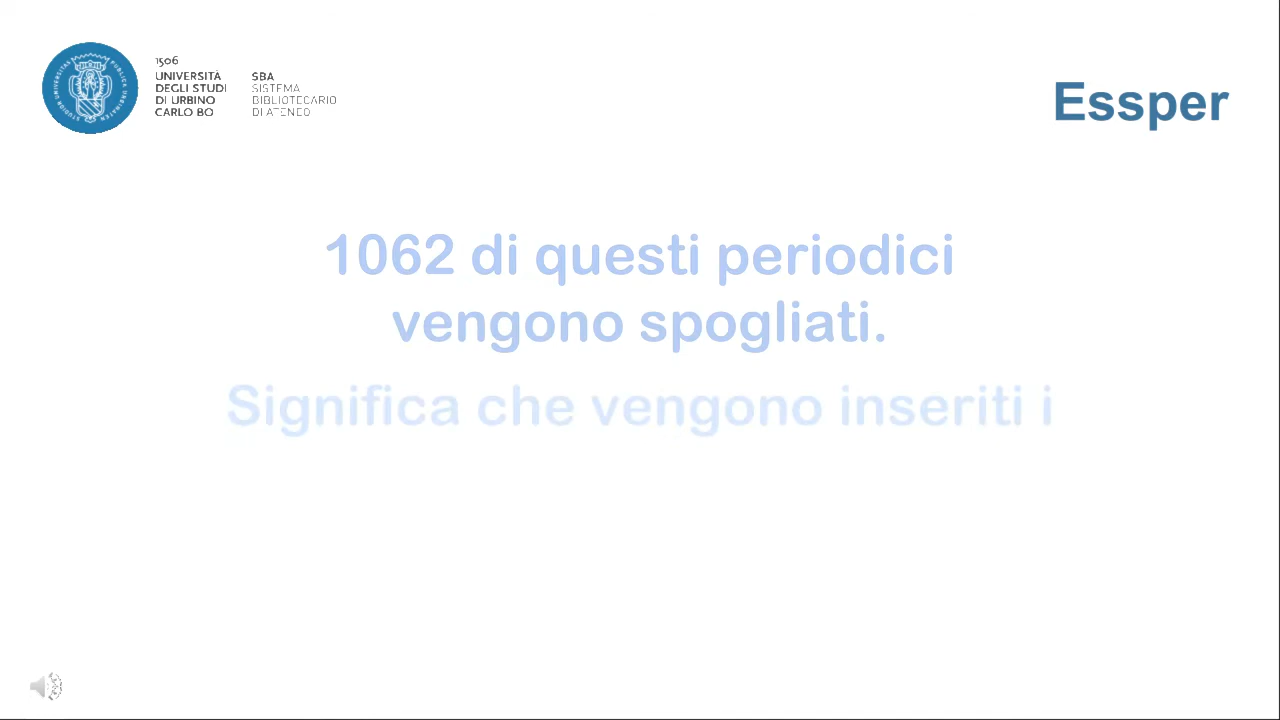 1506
UNIVERSITÀ
DEGLI STUDI
DI URBINO
CARLO BO
SBA
SISTEMA
BIBLIOTECARIO
DI ATENEO
Essper
1062 di questi periodici
vengono spogliati.
Significa che vengono inseriti i